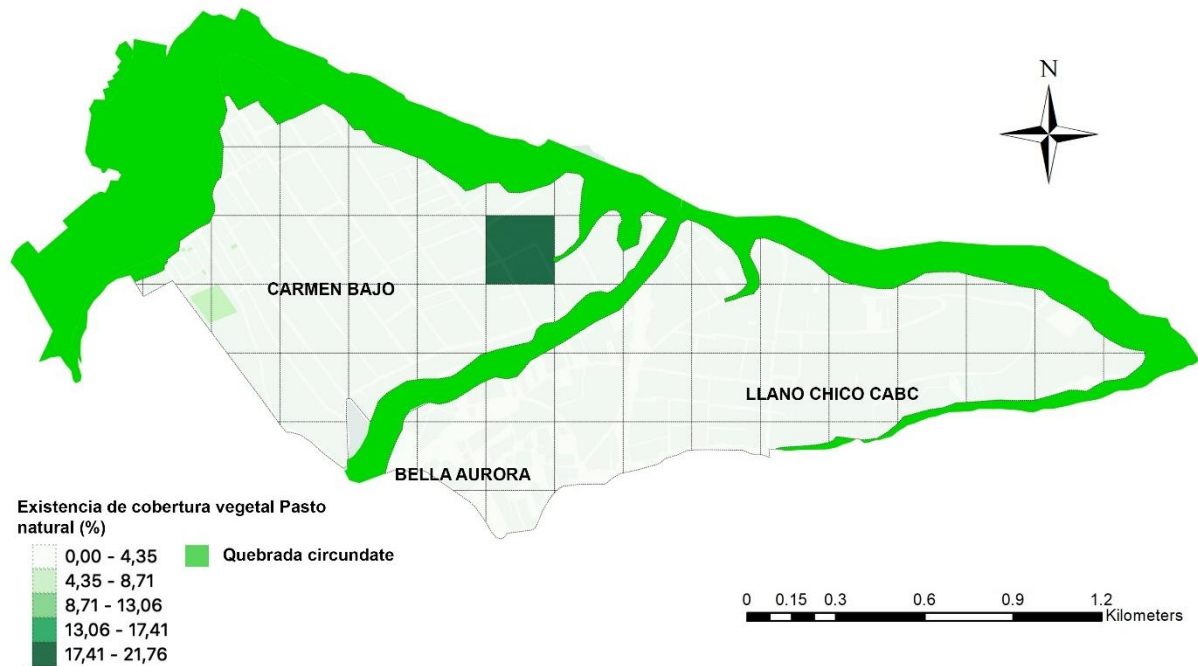 N
CARMEN BAJO
LLANO CHICO CABC
BELLA AURORA
Existencia de cobertura vegetal Pasto
natural (%)
0,00 - 4,35
4,35 - 8,71
8,71 - 13,06
13,06 - 17,41
17,41 - 21,76
Quebrada circundate
0 0.15 0.3 0.6 0.9 1.2
Kilometers